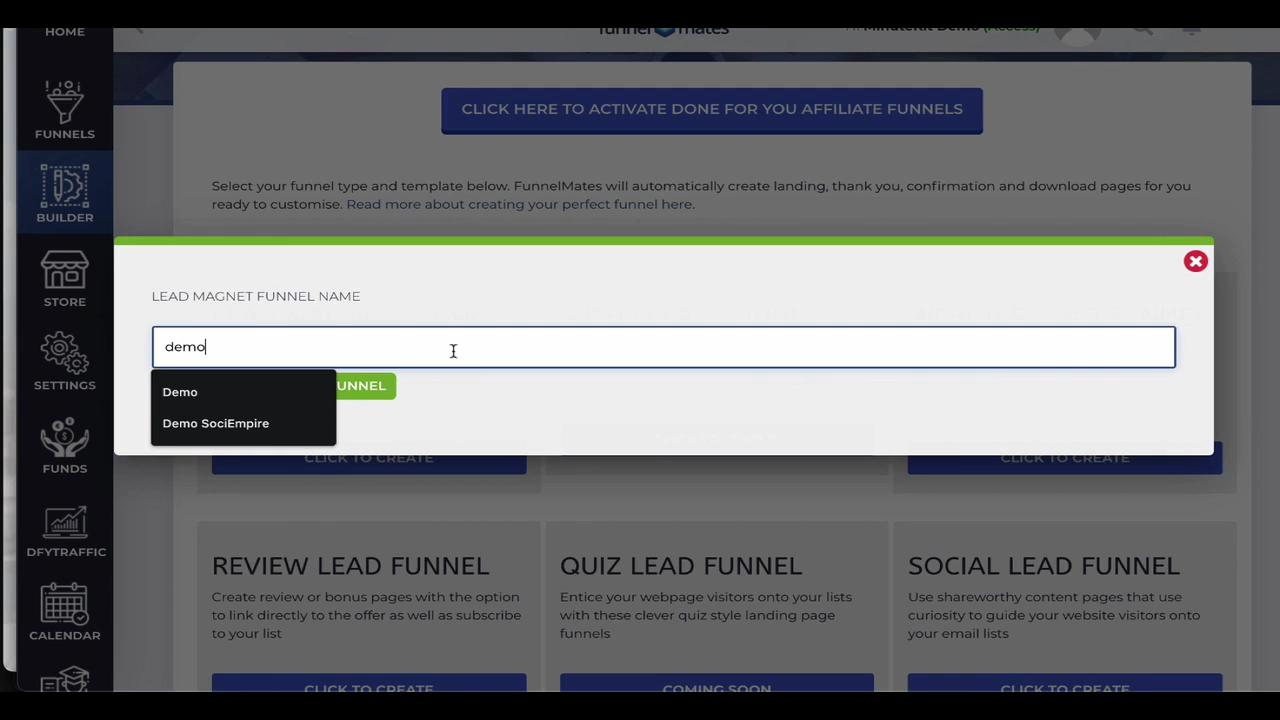 HOME
funnel mates
Hi MinuteKit Demo (Access)
FUNNELS
BUILDER
STORE
SETTINGS
FUNDS
DFYTRAFFIC
CALENDAR
CLICK HERE TO ACTIVATE DONE FOR YOU AFFILIATE FUNNELS
Select your funnel type and template below. FunnelMates will automatically create landing, thank you, confirmation and download pages for you
ready to customise. Read more about creating your perfect funnel here.
LEAD MAGNET FUNNEL NAME
demo
UNNEL
Demo
Demo SociEmpire
CLICK TO CREATE
CLICK TO CREATE
REVIEW LEAD FUNNEL
Create review or bonus pages with the option
to link directly to the offer as well as subscribe
to your list
CLICK TO CREATE
QUIZ LEAD FUNNEL
Entice your webpage visitors onto your lists
with these clever quiz style landing page
funnels
COMING SOON
SOCIAL LEAD FUNNEL
Use shareworthy content pages that use
curiosity to guide your website visitors onto
your email lists
CLICK TO CREATE